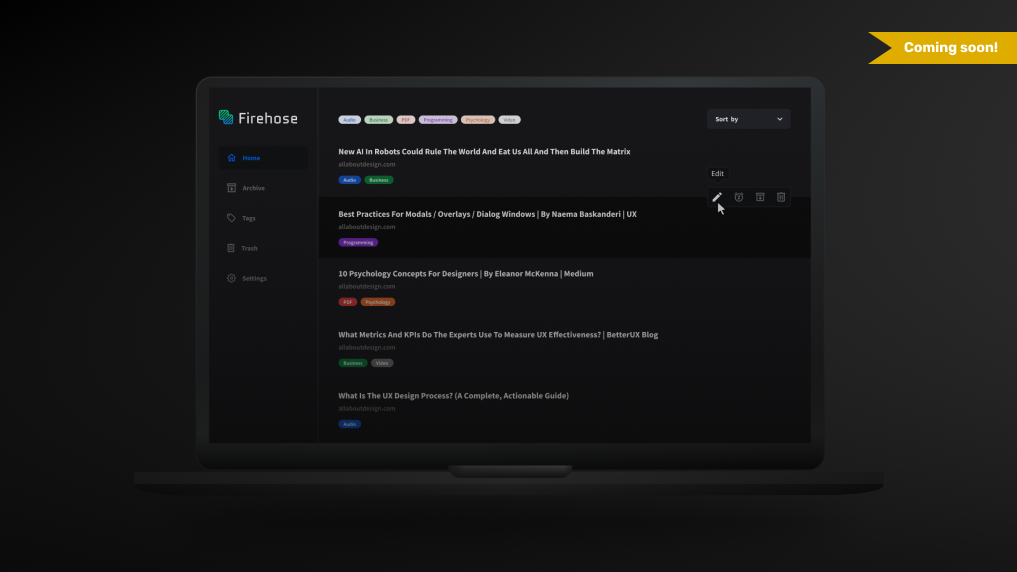 Coming soon!
Firehose
Home
Archive
Tags
Trash
Settings
Audio Business PDF Programming Psychology Video
Sort by
New AI In Robots Could Rule The World And Eat Us All And Then Build The Matrix
allaboutdesign.com
Audio Business
Edit
Best Practices For Modals / Overlays / Dialog Windows | By Naema Baskanderi | UX
allaboutdesign.com
Programming
10 Psychology Concepts For Designers | By Eleanor McKenna | Medium
allaboutdesign.com
PDF Psychology
What Metrics And KPIs Do The Experts Use To Measure UX Effectiveness? | BetterUX Blog
allaboutdesign.com
Business Video
What Is The UX Design Process? (A Complete, Actionable Guide)
allaboutdesign.com
Audio